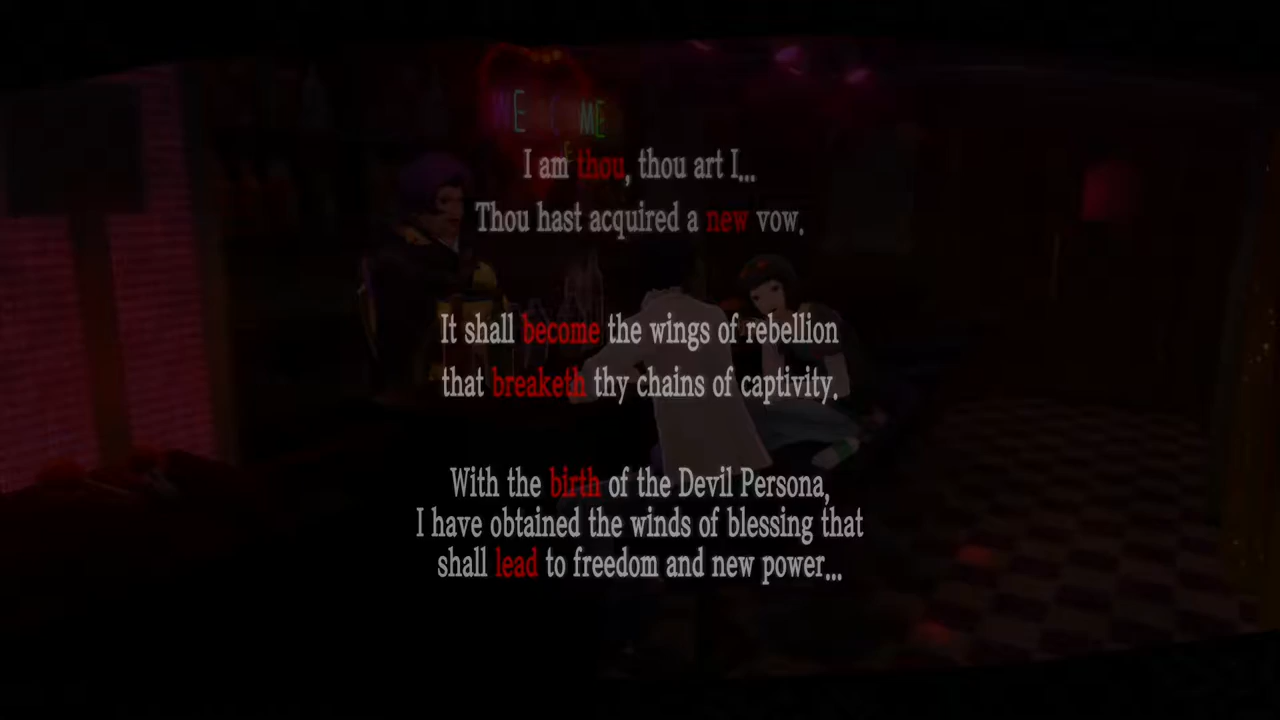 WELCOME
I am thou, thou art I...
Thou hast acquired a new vow.
It shall become the wings of rebellion
that breaketh thy chains of captivity.
With the birth of the Devil Persona,
I have obtained the winds of blessing that
shall lead to freedom and new power...